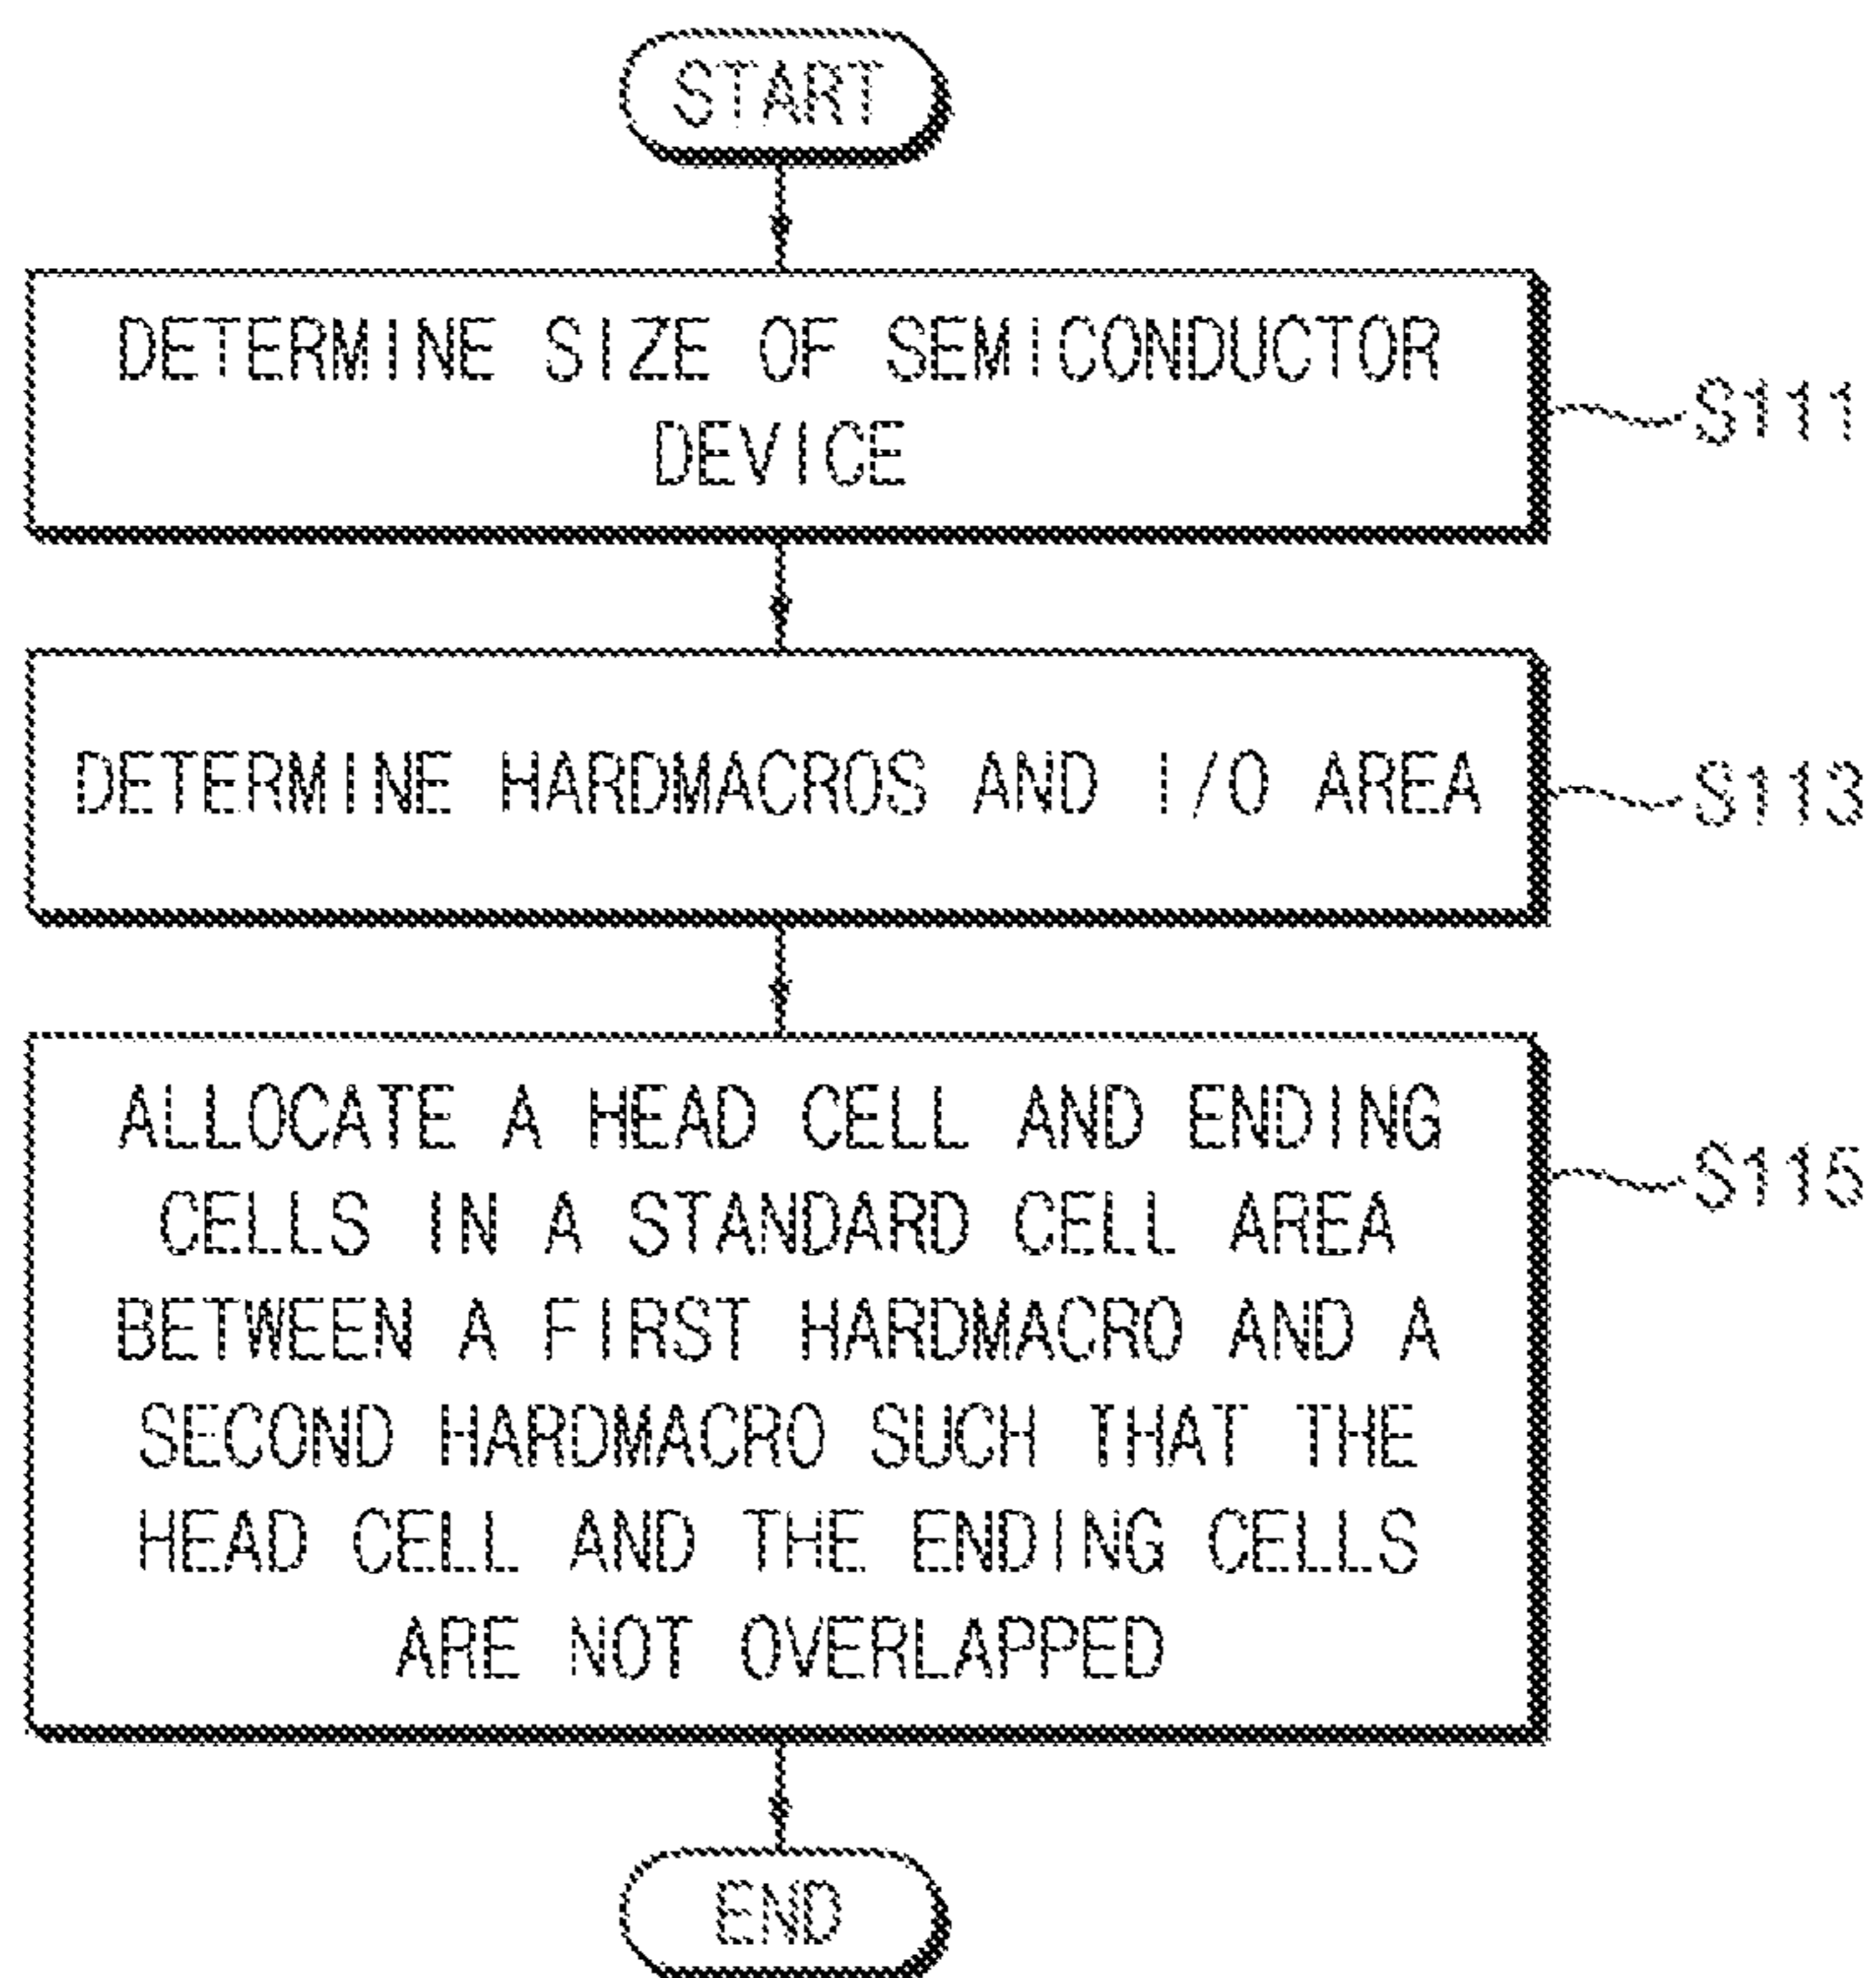 START
DETERMINE SIZE OF SEMICONDUCTOR
DEVICE
S111
DETERMINE HARDMACROS AND I/O AREA
S113
ALLOCATE A HEAD CELL AND ENDING
CELLS IN A STANDARD CELL AREA
BETWEEN A FIRST HARDMACRO AND A
SECOND HARDMACRO SUCH THAT THE
HEAD CELL AND THE ENDING CELLS
ARE NOT OVERLAPPED
S115
END